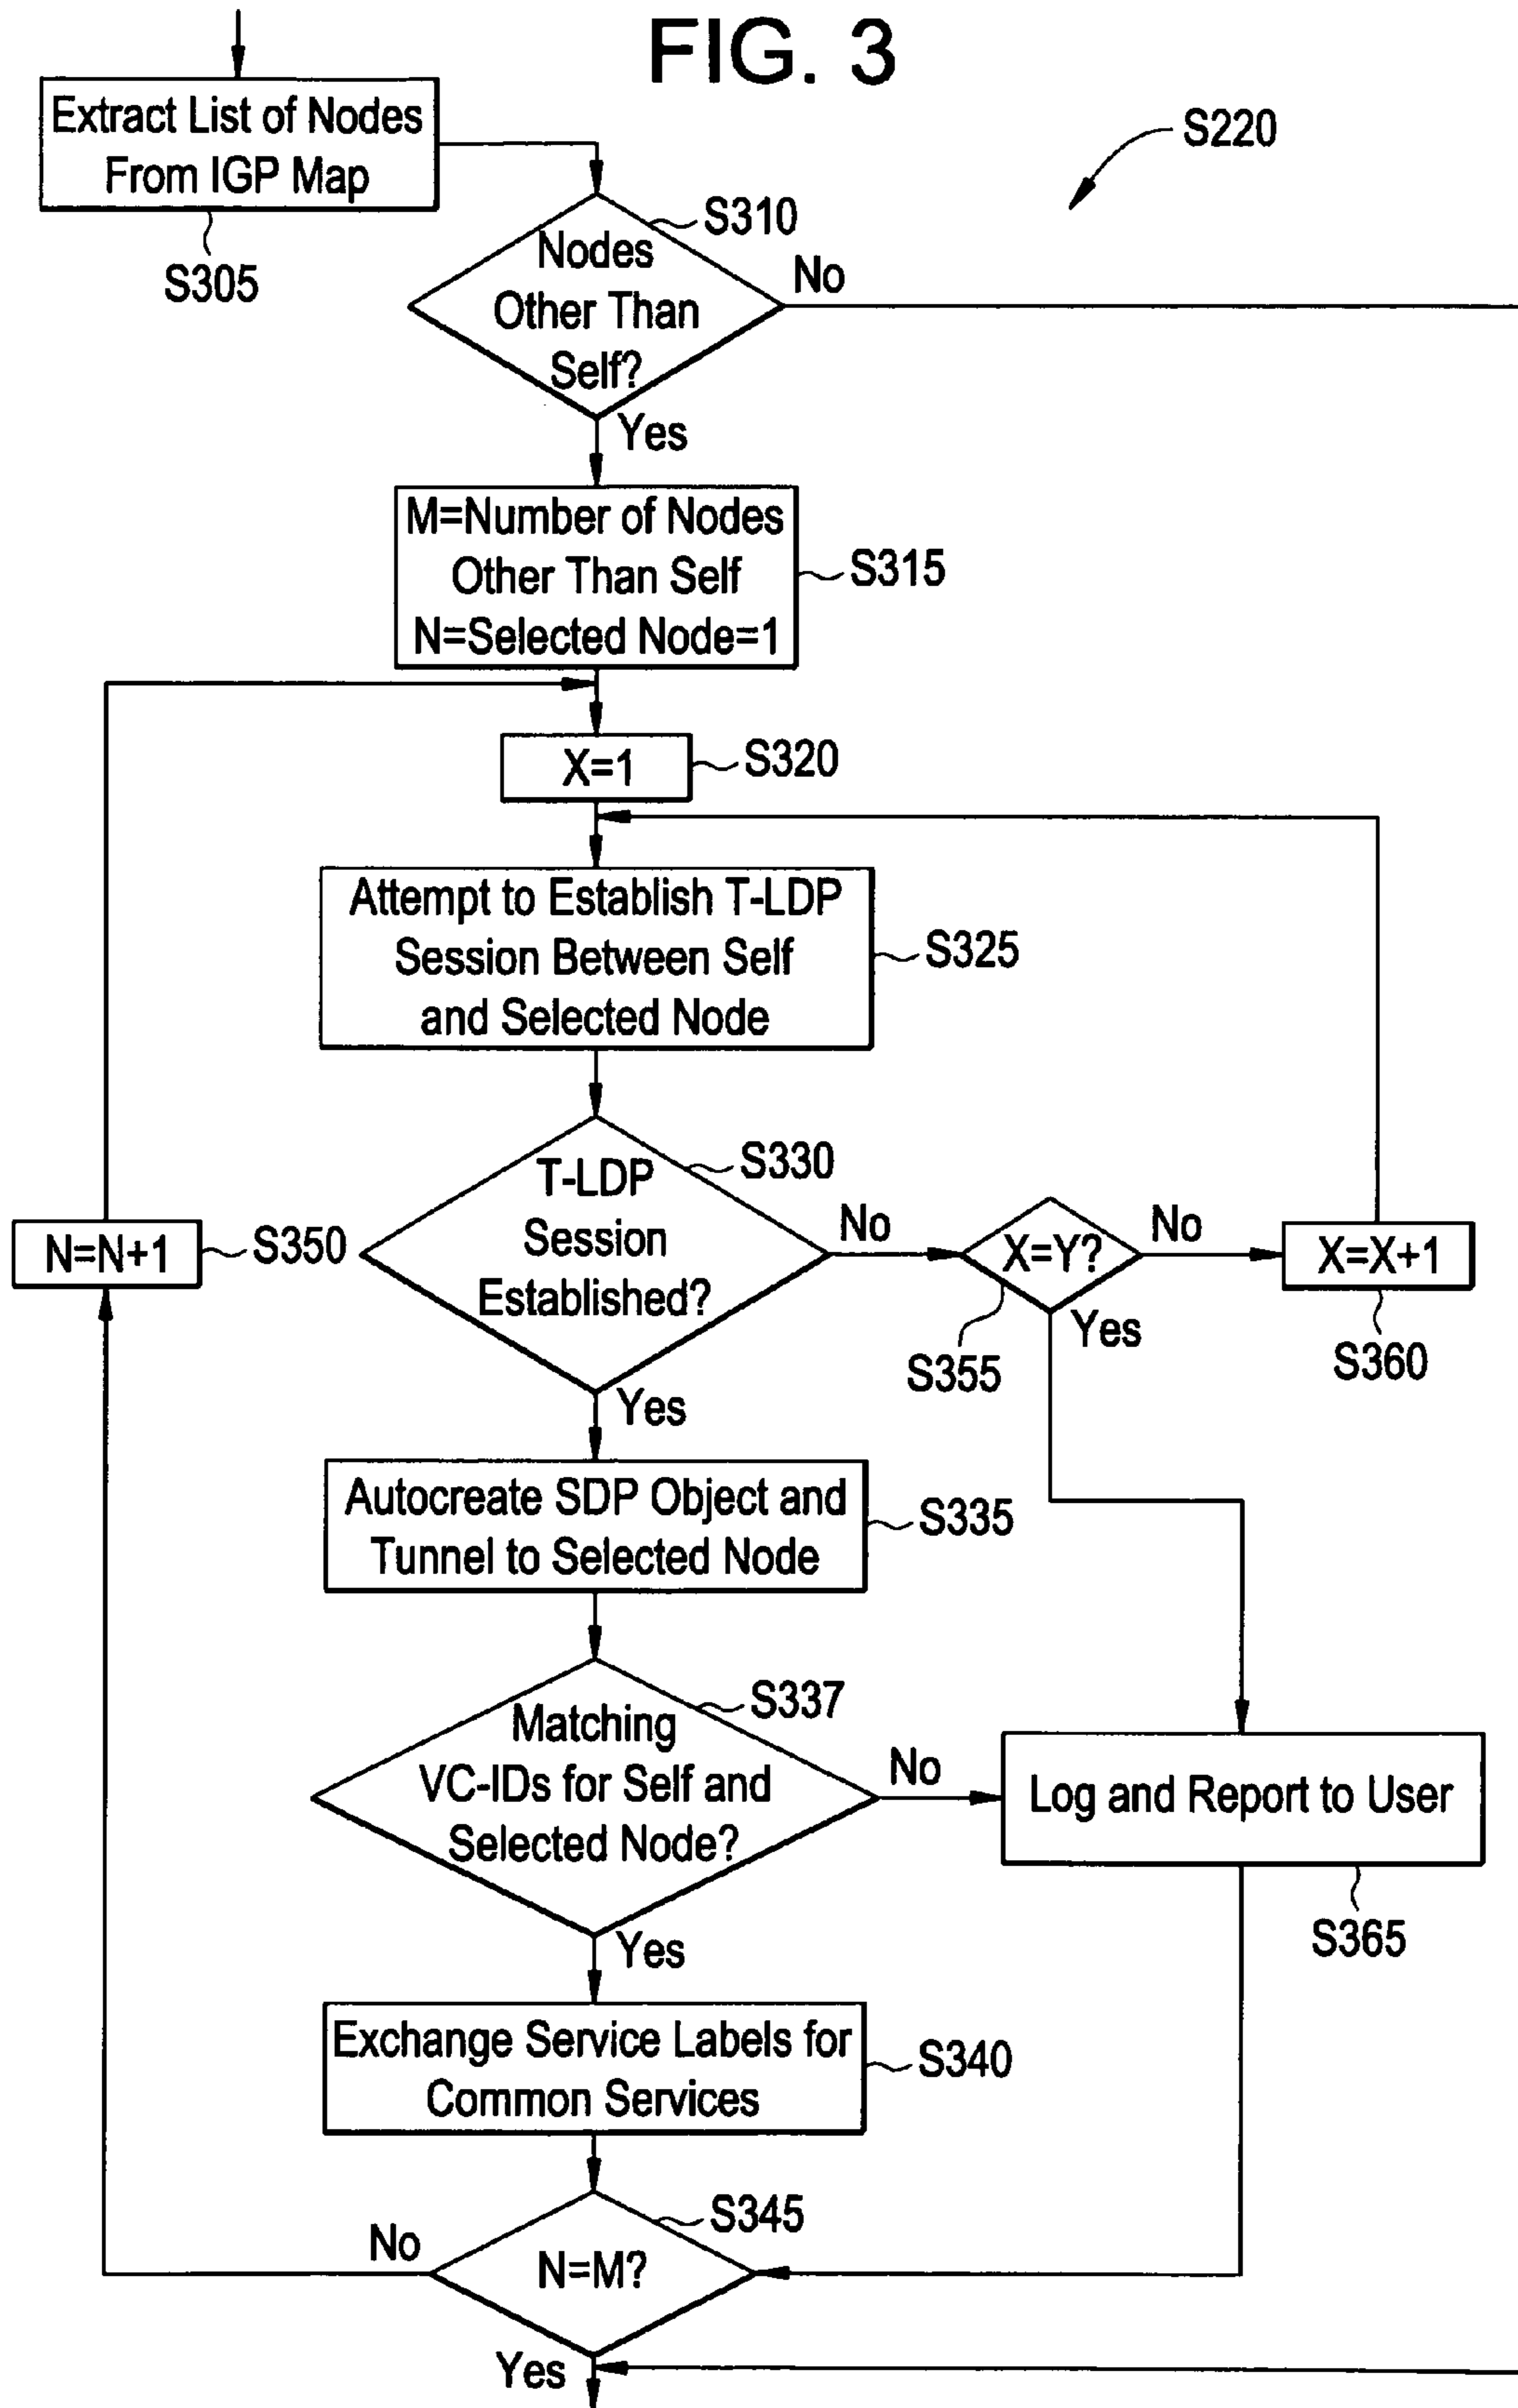 FIG. 3
Extract List of Nodes
From IGP Map
S305
S220
S310
Nodes
Other Than
Self?
No
Yes
M=Number of Nodes
Other Than Self
N=Selected Node=1
S315
X=1
S320
Attempt to Establish T-LDP
Session Between Self
and Selected Node
S325
T-LDP
Session
Established?
S330
No
X=Y?
S355
No
X=X+1
S360
Yes
N=N+1
S350
Yes
Autocreate SDP Object and
Tunnel to Selected Node
S335
Matching
VC-IDs for Self and
Selected Node?
S337
No
Log and Report to User
S365
Yes
Exchange Service Labels for
Common Services
S340
S345
No
N=M?
Yes